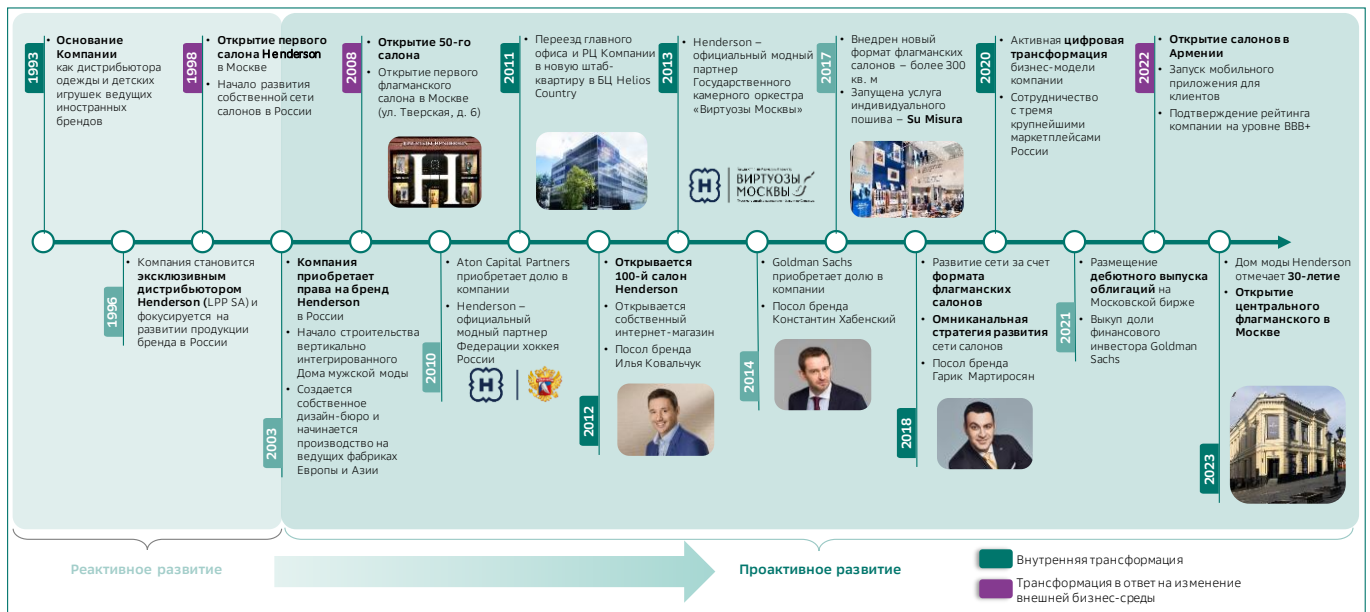 1993
Основание
Компании
как дистрибьютора
одежды и детских
игрушек ведущих
иностранных
брендов
1998
Открытие первого
салона Henderson
в Москве
Начало развития
собственной сети
салонов в России
2008
Открытие 50-го
салона
Открытие первого
флагманского
салона в Москве
(ул. Тверская, д. 6)
2011
Переезд главного
офиса и РЦ Компании
в новую штаб-
квартиру в БЦ Helios
Country
2013
Henderson –
официальный модный
партнер
Государственного
камерного оркестра
«Виртуозы Москвы»
ВИРТУОЗЫ
МОСКВЫ
2017
Внедрен новый
формат флагманских
салонов – более 300
кв. м
Запущена услуга
индивидуального
пошива – Su Misura
2020
Активная цифровая
трансформация
бизнес-модели
компании
Сотрудничество
с тремя
крупнейшими
маркетплейсами
России
2022
Открытие салонов в
Армении
Запуск мобильного
приложения для
клиентов
Подтверждение рейтинга
компании на уровне BBB+
1996
Компания становится
эксклюзивным
дистрибьютором
Henderson (LPP SA) и
фокусируется на
развитии продукции
бренда в России
2003
Компания
приобретает
права на бренд
Henderson
в России
Начало строительства
вертикально
интегрированного
Дома мужской моды
Создается
собственное
дизайн-бюро и
начинается
производство на
ведущих фабриках
Европы и Азии
2010
Aton Capital Partners
приобретает долю в
компании
Henderson –
официальный
модный партнер
Федерации хоккея
России
H
2012
Открывается
100-й салон
Henderson
Открывается
собственный
интернет-магазин
Посол бренда
Илья Ковальчук
2014
Goldman Sachs
приобретает долю в
компании
Посол бренда
Константин Хабенский
2018
Развитие сети за счет
формата
флагманских
салонов
Омниканальная
стратегия развития
сети салонов
Посол бренда
Гарик Мартиросян
2021
Размещение
дебютного выпуска
облигаций на
Московской бирже
Выкуп доли
финансового
инвестора Goldman
Sachs
2023
Дом моды Henderson
отмечает 30-летие
Открытие
центрального
флагманского в
Москве
Реактивное развитие
Проактивное развитие
Внутренняя трансформация
Трансформация в ответ на изменение
внешней бизнес-среды